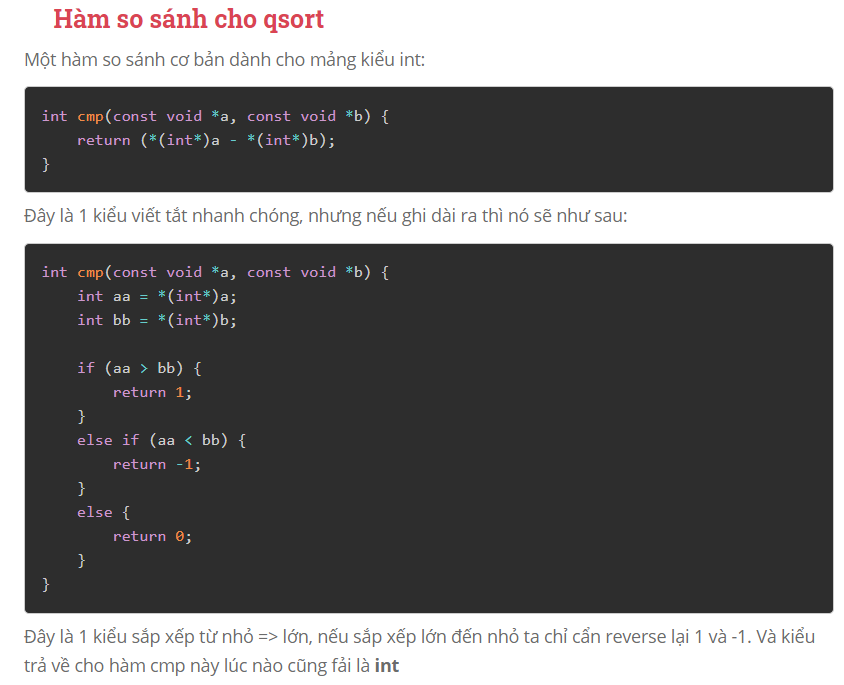 Hàm so sánh cho qsort
Một hàm so sánh cơ bản dành cho mảng kiểu int:
int cmp(const void *a, const void *b) {
    return (*(int*)a - *(int*)b);
}
Đây là 1 kiểu viết tắt nhanh chóng, nhưng nếu ghi dài ra thì nó sẽ như sau:
int cmp(const void *a, const void *b) {
    int aa = *(int*)a;
    int bb = *(int*)b;
    if (aa > bb) {
        return 1;
    }
    else if (aa < bb) {
        return -1;
    }
    else {
        return 0;
    }
}
Đây là 1 kiểu sắp xếp từ nhỏ => lớn, nếu sắp xếp lớn đến nhỏ ta chỉ cẩn reverse lại 1 và -1. Và kiểu
trả về cho hàm cmp này lúc nào cũng fải là int